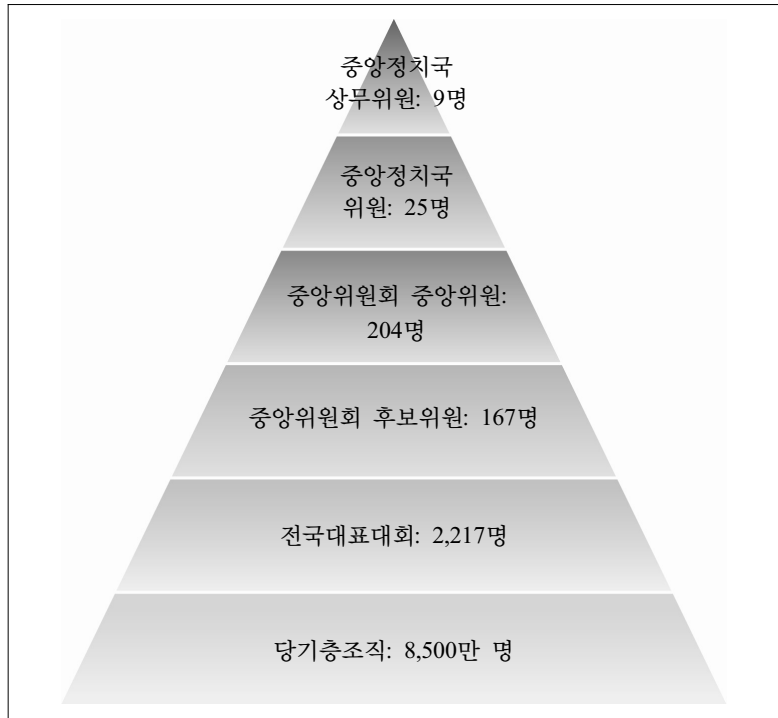 중앙정치국
상무위원: 9명
중앙정치국
위원: 25명
중앙위원회 중앙위원:
204명
중앙위원회 후보위원: 167명
전국대표대회: 2,217명
당기층조직: 8,500만 명